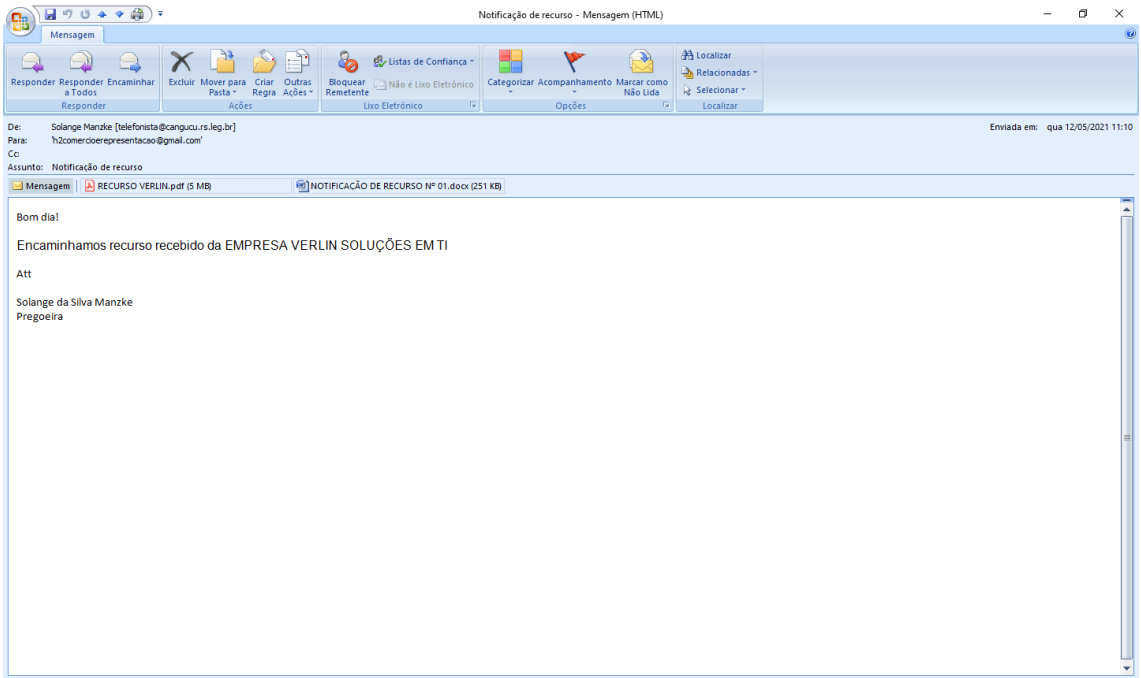 Notificação de recurso - Mensagem (HTML)
Mensagem
Responder Responder a Todos Encaminhar
Excluir Mover para Pasta Criar Regra Outras Ações
Bloquear Remetente Listas de Confiança Não é Lixo Eletrônico
Categorizar Acompanhamento Marcar como Não Lida
Localizar Relacionadas Selecionar
Responder Ações Lixo Eletrônico Opções Localizar
De: Solange Manzke [telefonista@cangucu.rs.leg.br] Enviada em: qua 12/05/2021 11:10
Para: 'h2comercioerepresentacao@gmail.com'
Cc:
Assunto: Notificação de recurso
Mensagem RECURSO VERLIN.pdf (5 MB) NOTIFICAÇÃO DE RECURSO Nº 01.docx (251 KB)
Bom dia!
Encaminhamos recurso recebido da EMPRESA VERLIN SOLUÇÕES EM TI
Att
Solange da Silva Manzke
Pregoeira